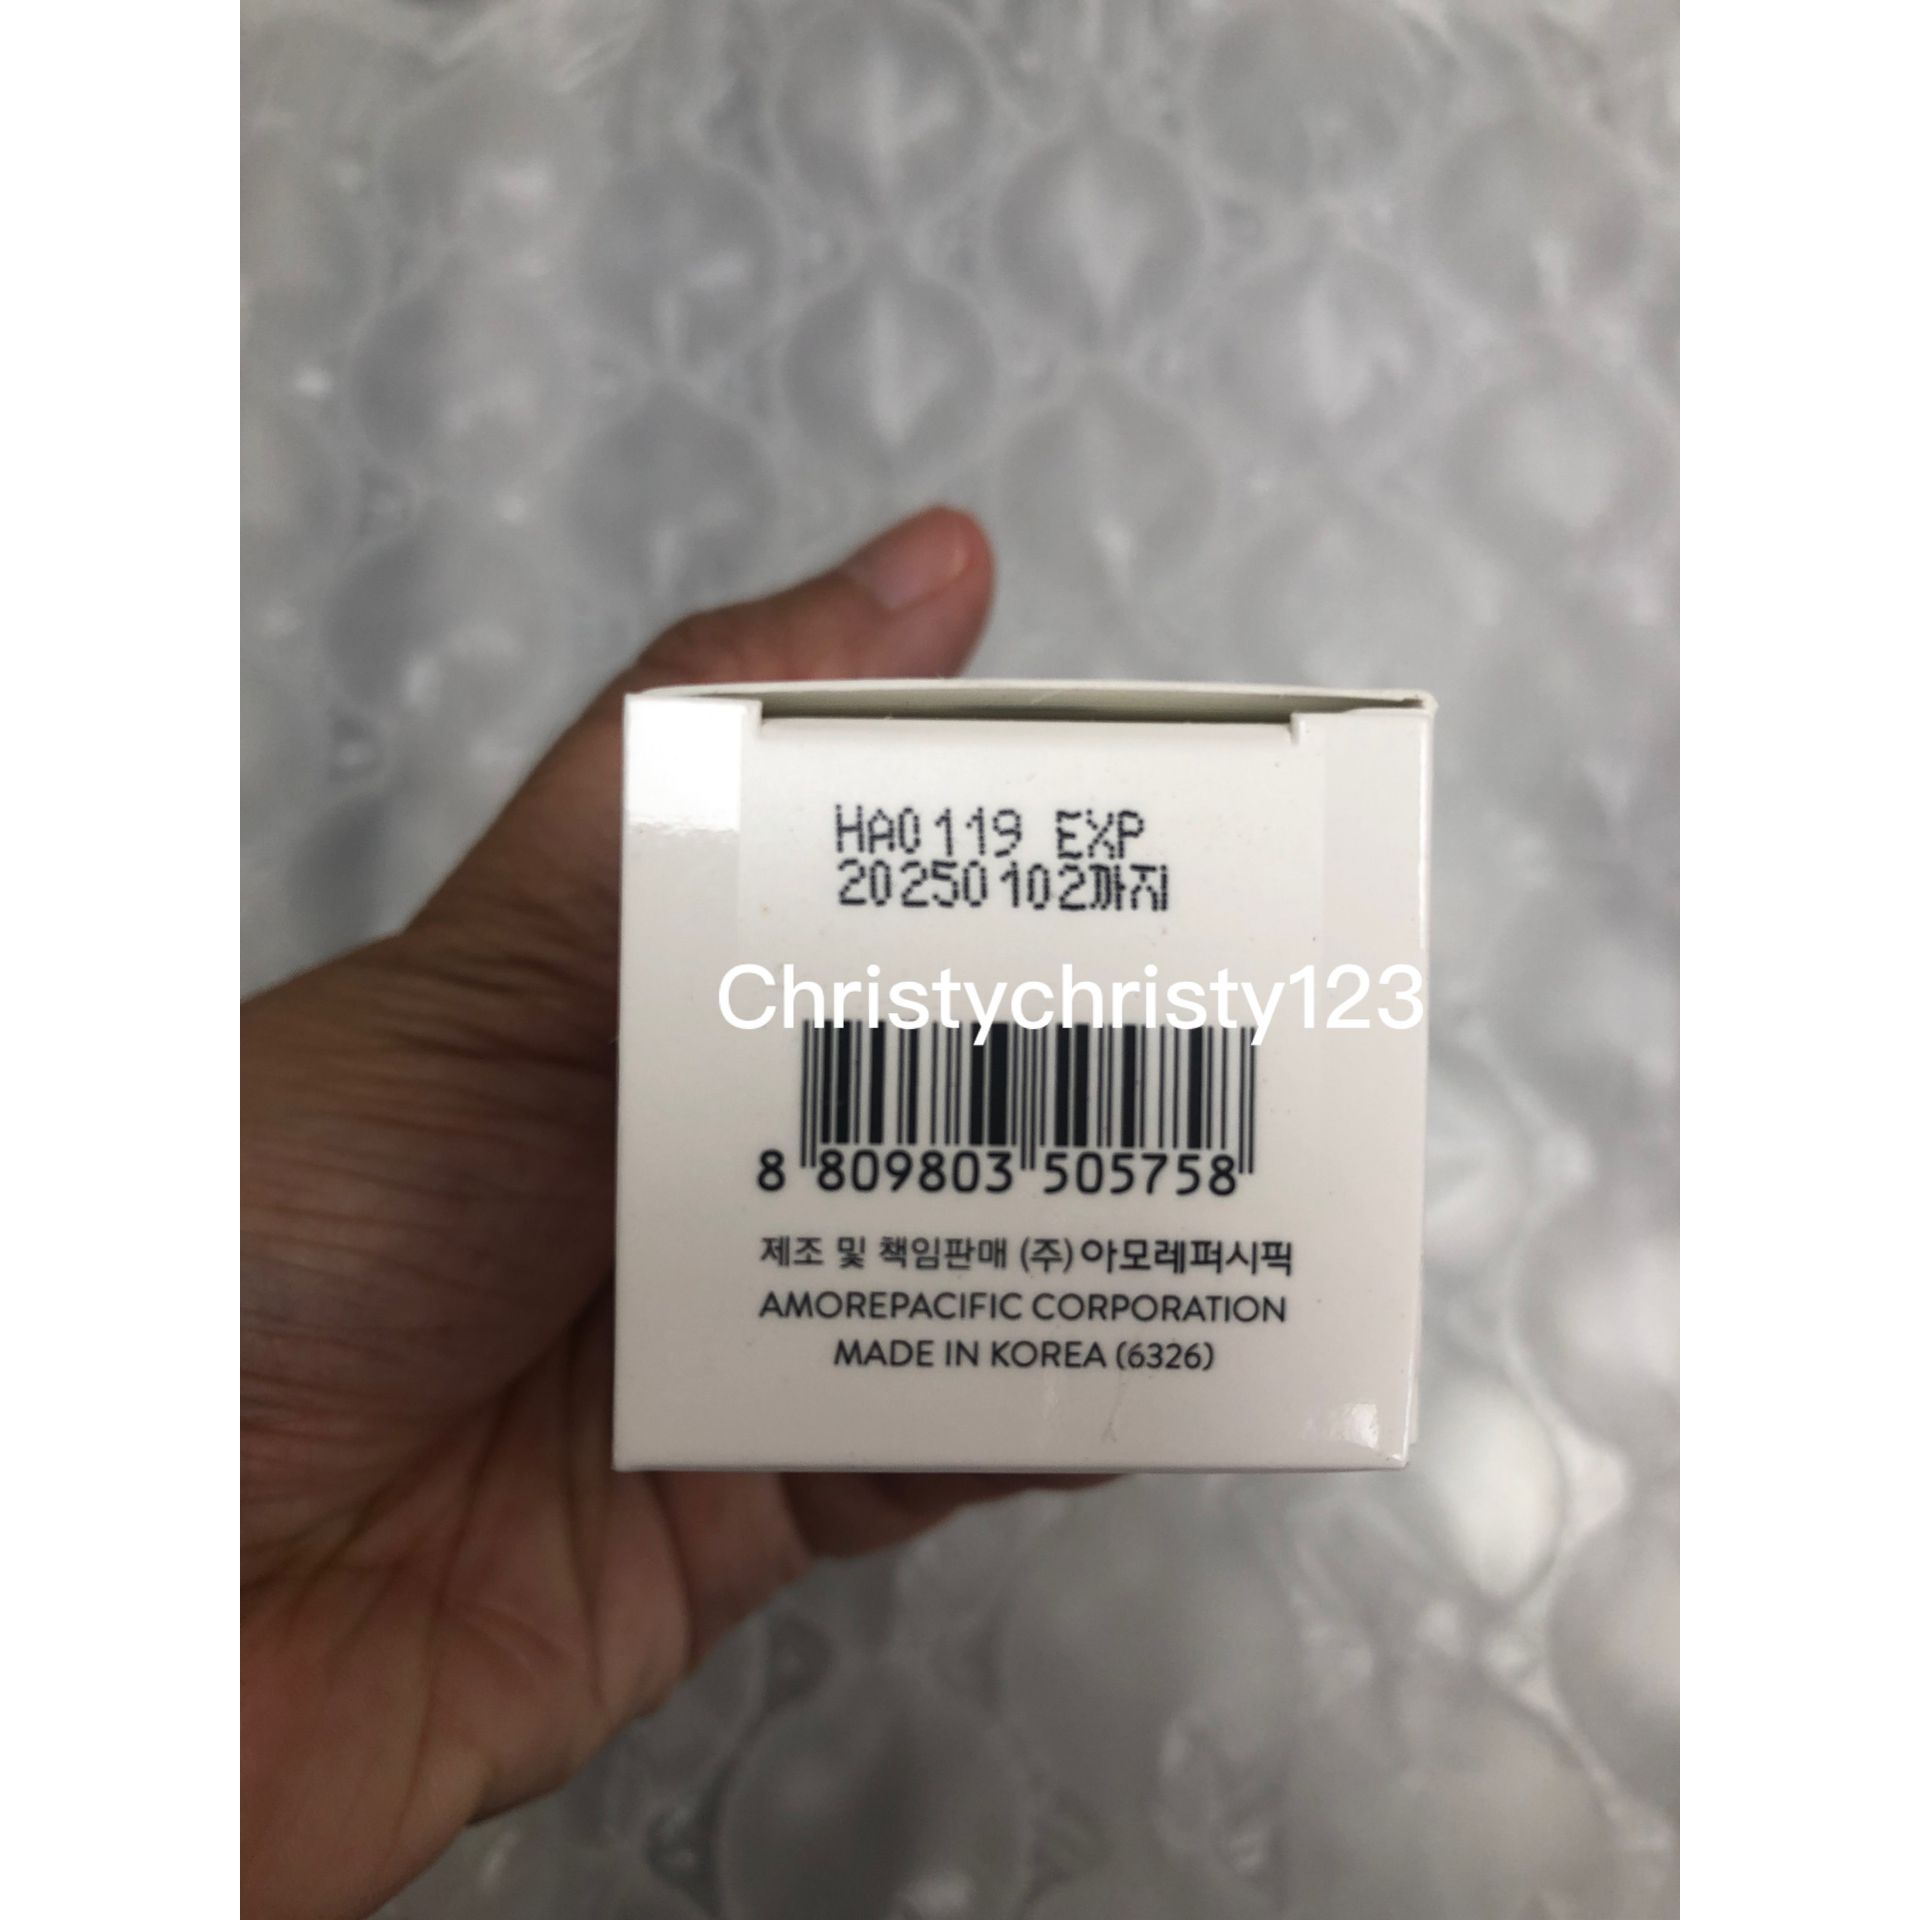 HA0119 EXP
20250102까지
Christychristy123
8 809803 505758
제조 및 책임판매 (주)아모레퍼시픽
AMOREPACIFIC CORPORATION
MADE IN KOREA (6326)